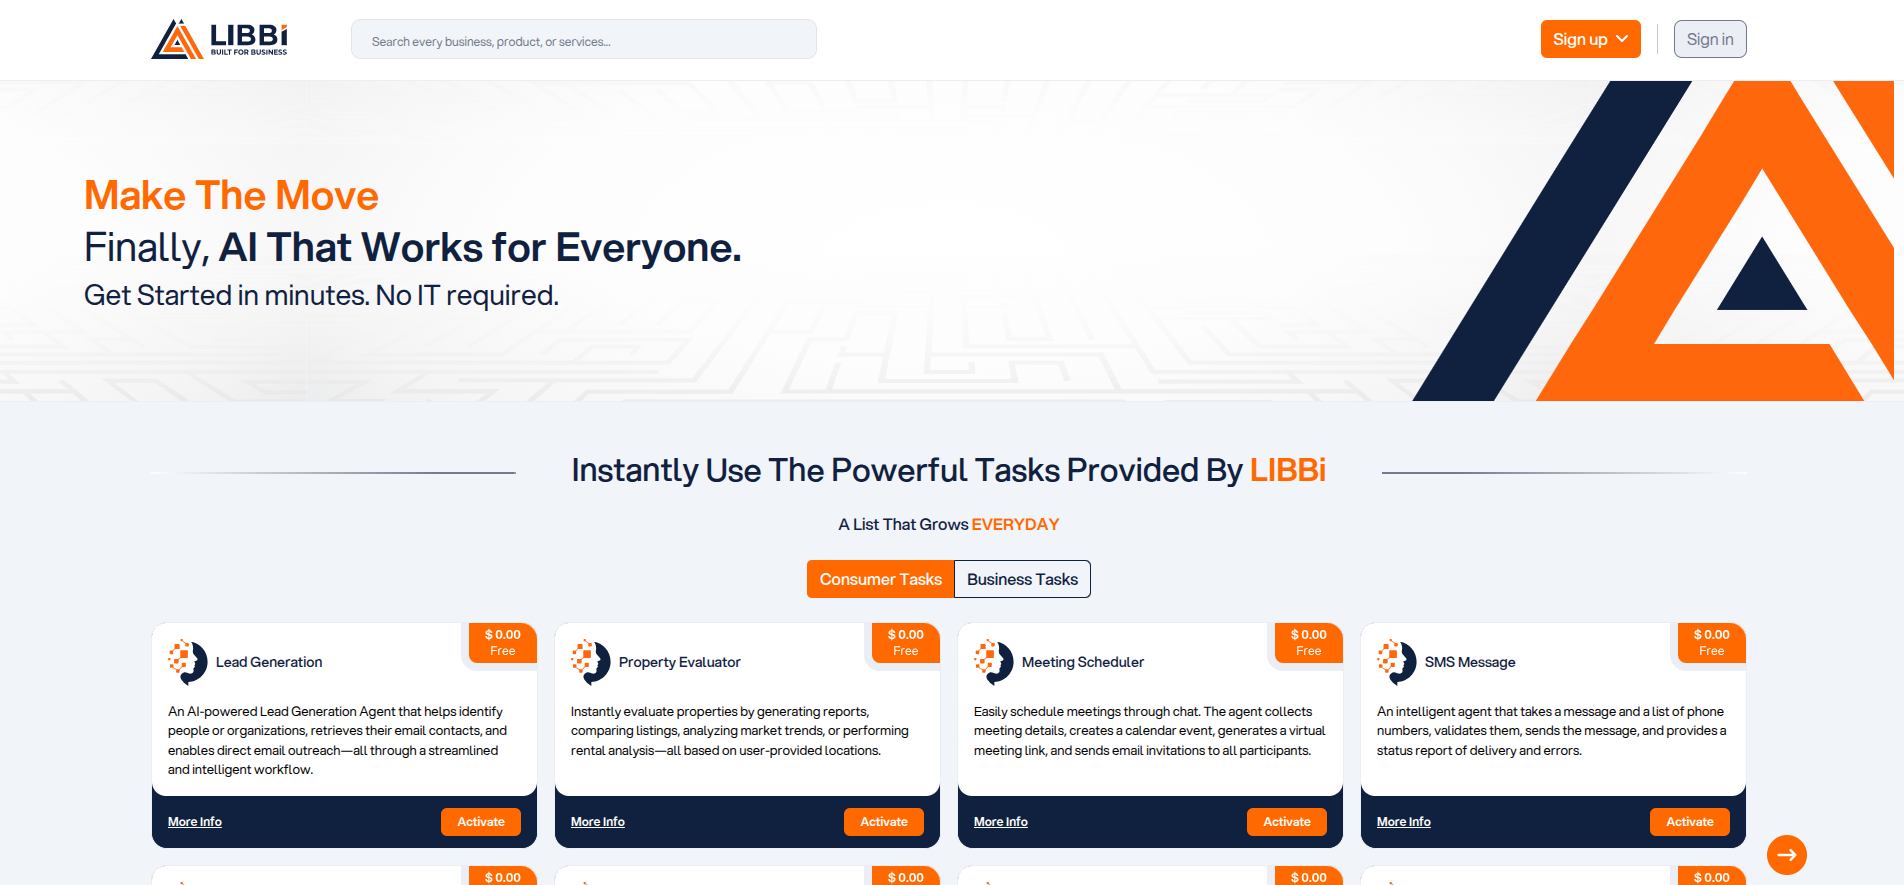 LIBBi
BUILT FOR BUSINESS
Search every business, product, or services...
Sign up
Sign in
Make The Move
Finally, AI That Works for Everyone.
Get Started in minutes. No IT required.
Instantly Use The Powerful Tasks Provided By LIBBi
A List That Grows EVERYDAY
Consumer Tasks
Business Tasks
$ 0.00
Free
Lead Generation
An AI-powered Lead Generation Agent that helps identify
people or organizations, retrieves their email contacts, and
enables direct email outreach—all through a streamlined
and intelligent workflow.
More Info
Activate
$ 0.00
Free
Property Evaluator
Instantly evaluate properties by generating reports,
comparing listings, analyzing market trends, or performing
rental analysis—all based on user-provided locations.
More Info
Activate
$ 0.00
Free
Meeting Scheduler
Easily schedule meetings through chat. The agent collects
meeting details, creates a calendar event, generates a virtual
meeting link, and sends email invitations to all participants.
More Info
Activate
$ 0.00
Free
SMS Message
An intelligent agent that takes a message and a list of phone
numbers, validates them, sends the message, and provides a
status report of delivery and errors.
More Info
Activate
$ 0.00
$ 0.00
$ 0.00
$ 0.00